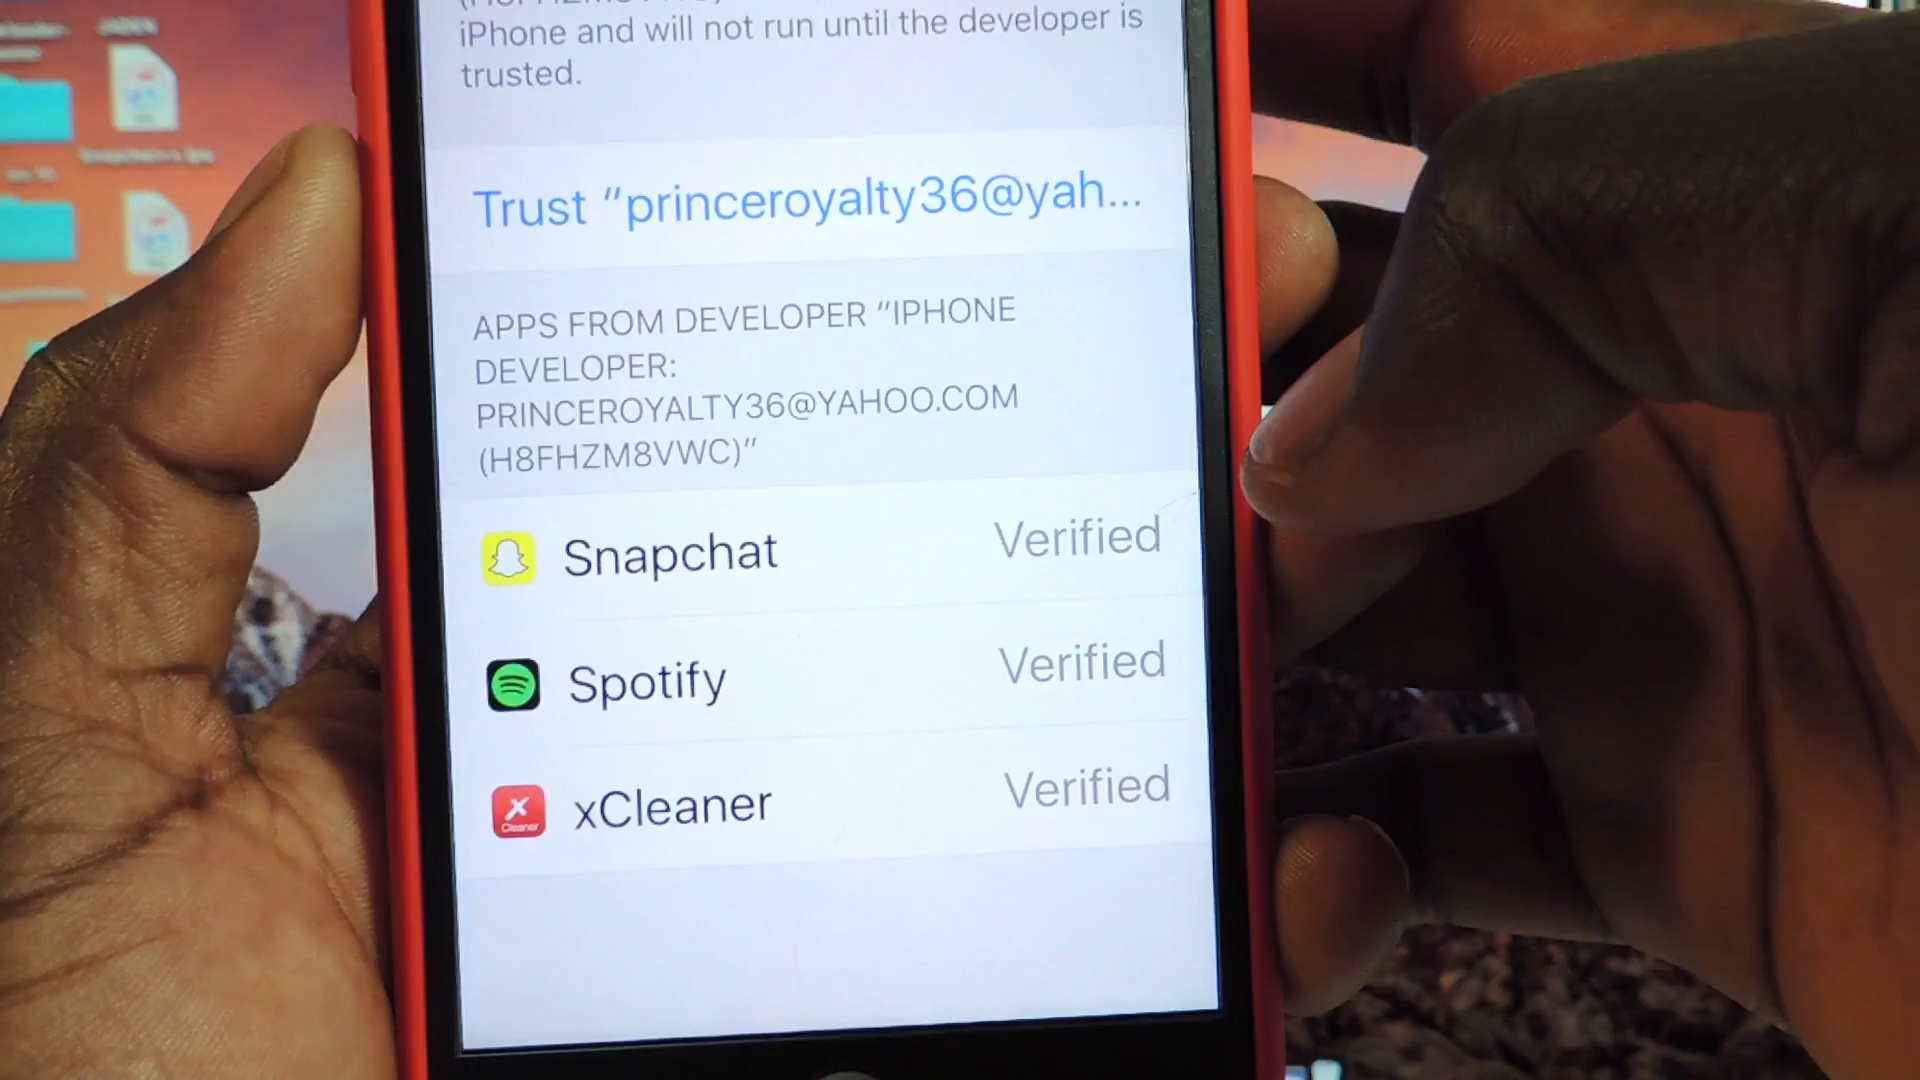 iPhone and will not run until the developer is
trusted.
Trust “princeroyalty36@yah...
APPS FROM DEVELOPER “IPHONE
DEVELOPER:
PRINCEROYALTY36@YAHOO.COM
(H8FHZM8VWC)”
Snapchat Verified
Spotify Verified
xCleaner Verified
X
Cleaner